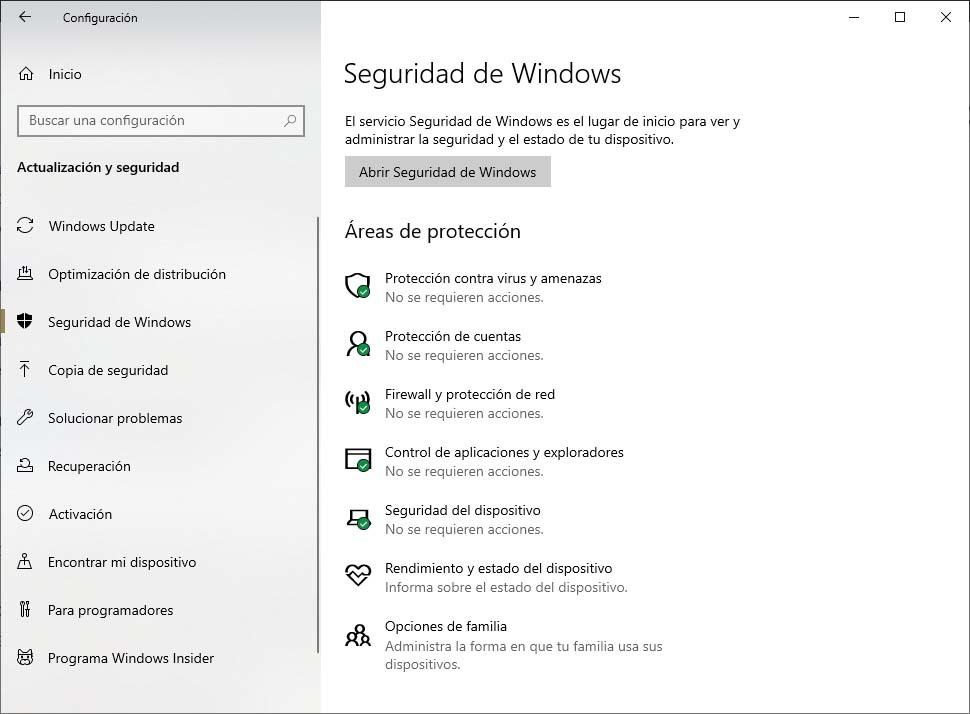 Configuración
Inicio
Buscar una configuración
Actualización y seguridad
Windows Update
Optimización de distribución
Seguridad de Windows
Copia de seguridad
Solucionar problemas
Recuperación
Activación
Encontrar mi dispositivo
Para programadores
Programa Windows Insider
Seguridad de Windows
El servicio Seguridad de Windows es el lugar de inicio para ver y
administrar la seguridad y el estado de tu dispositivo.
Abrir Seguridad de Windows
Áreas de protección
Protección contra virus y amenazas
No se requieren acciones.
Protección de cuentas
No se requieren acciones.
Firewall y protección de red
No se requieren acciones.
Control de aplicaciones y exploradores
No se requieren acciones.
Seguridad del dispositivo
No se requieren acciones.
Rendimiento y estado del dispositivo
Informa sobre el estado del dispositivo.
Opciones de familia
Administra la forma en que tu familia usa sus
dispositivos.